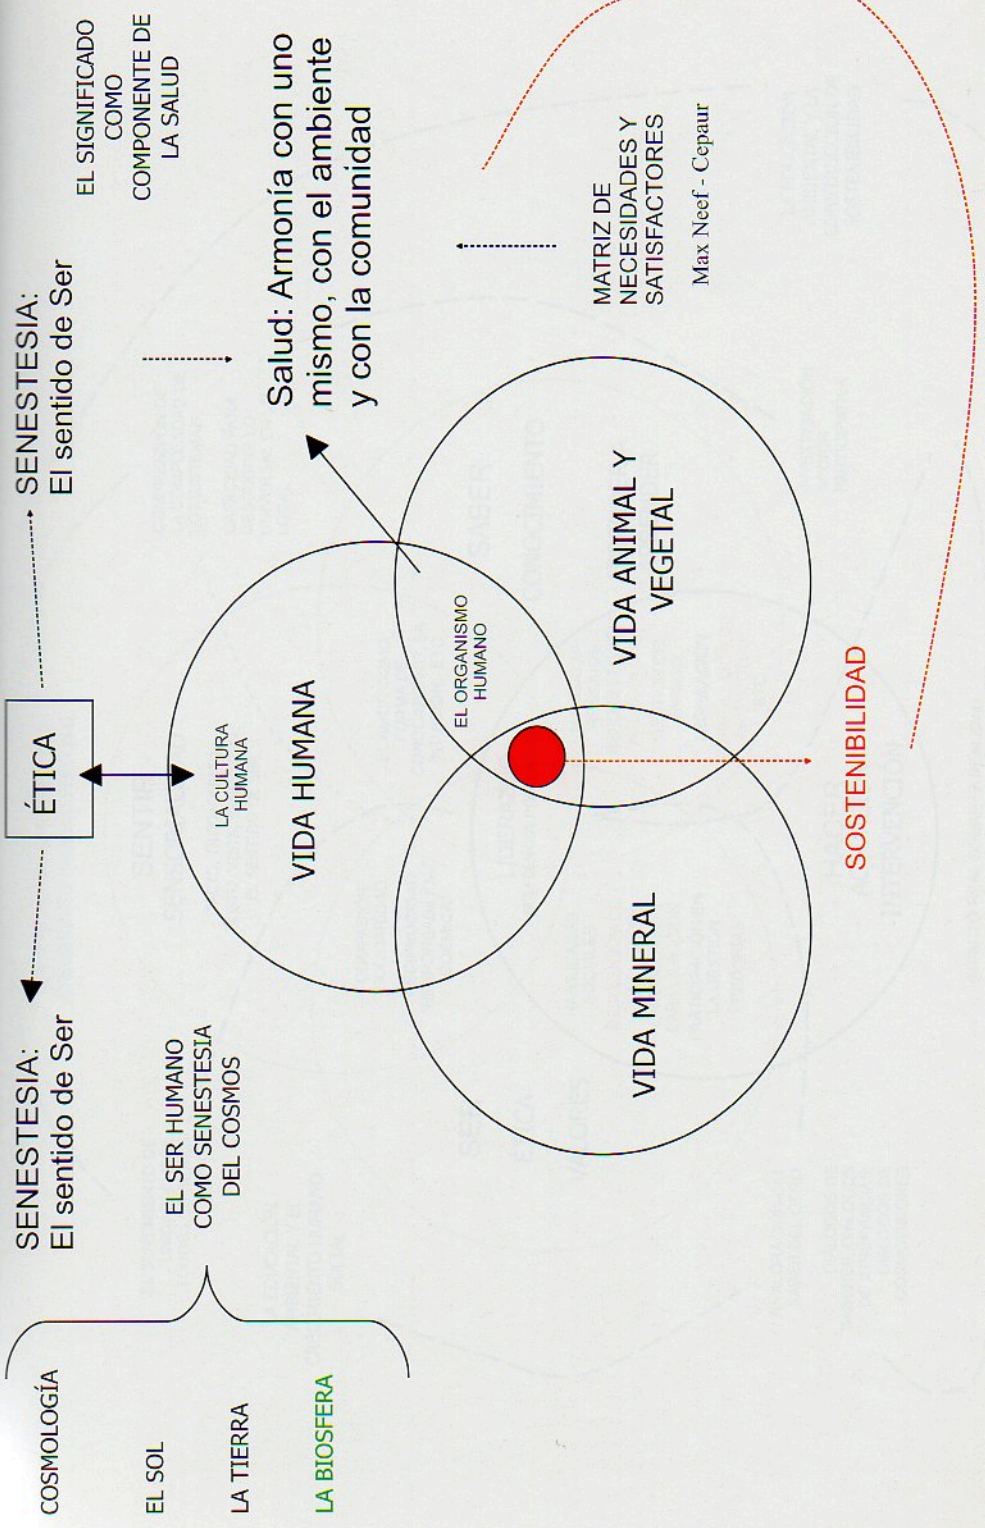 COSMOLOGÍA
EL SOL
LA TIERRA
LA BIOSFERA
SENESTESIA:
El sentido de Ser
EL SER HUMANO
COMO SENESTESIA
DEL COSMOS
ÉTICA
SENESTESIA:
El sentido de Ser
EL SIGNIFICADO
COMO
COMPONENTE DE
LA SALUD
LA CULTURA
HUMANA
VIDA HUMANA
Salud: Armonía con uno
mismo, con el ambiente
y con la comunidad
EL ORGANISMO
HUMANO
VIDA MINERAL
VIDA ANIMAL Y
VEGETAL
MATRIZ DE
NECESIDADES Y
SATISFACTORES
Max Neef - Cepaur
SOSTENIBILIDAD